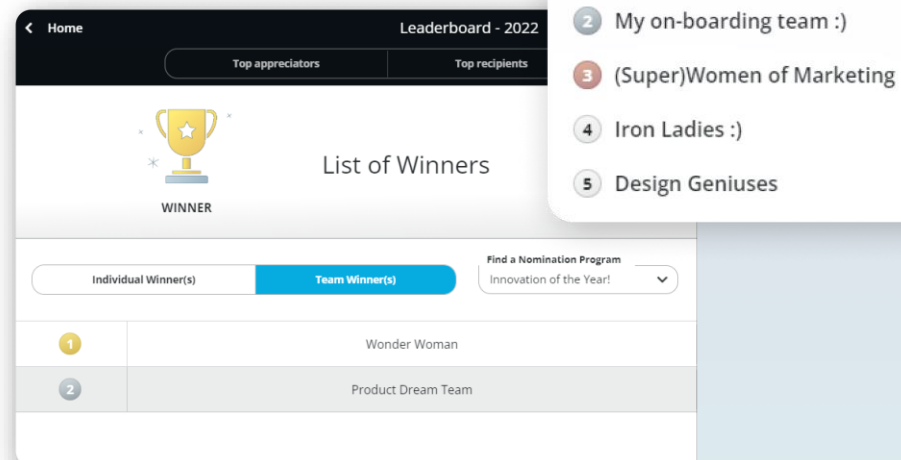 Home
Leaderboard - 2022
Top appreciators
Top recipients
WINNER
List of Winners
2 My on-boarding team :)
3 (Super)Women of Marketing
4 Iron Ladies :)
5 Design Geniuses
Individual Winner(s)
Team Winner(s)
Find a Nomination Program
Innovation of the Year!
1 Wonder Woman
2 Product Dream Team